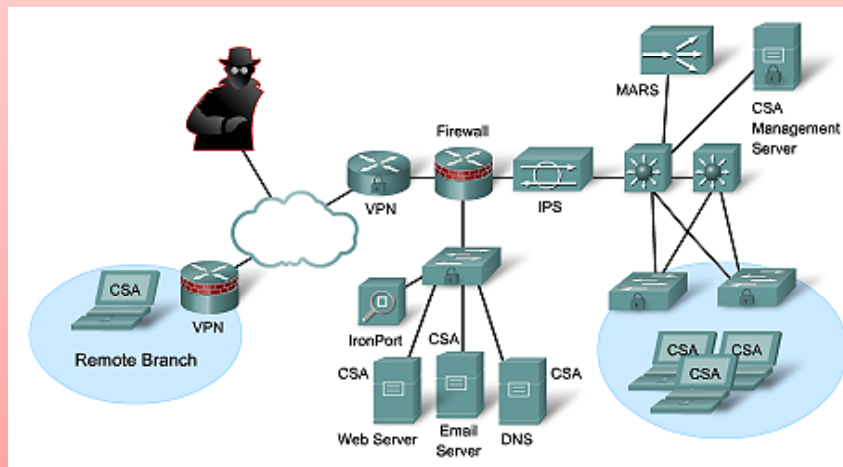 MARS
CSA
Management
Server
Firewall
VPN
IPS
CSA
VPN
Remote Branch
IronPort
CSA
CSA
CSA
Web Server
Email
Server
DNS
CSA
CSA
CSA